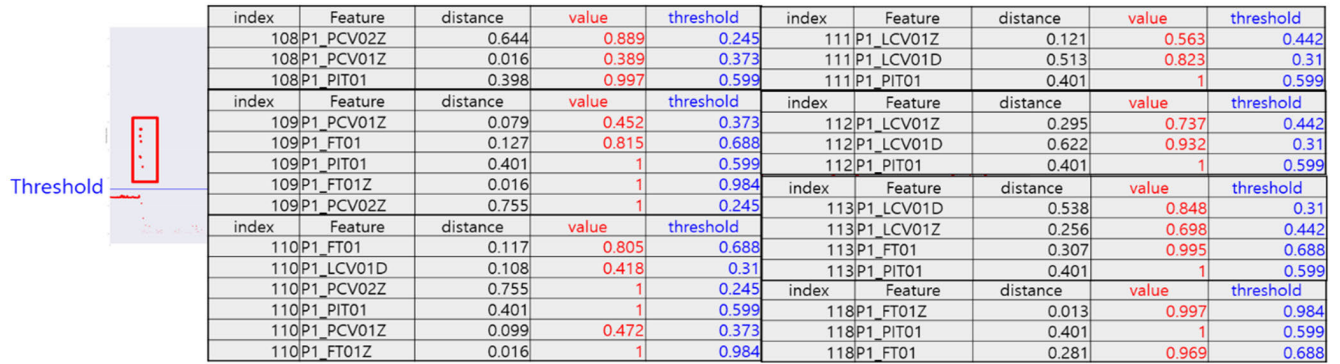 Threshold
index Feature distance value threshold
108 P1_PCV02Z 0.644 0.889 0.245
108 P1_PCV01Z 0.016 0.389 0.373
108 P1_PIT01 0.398 0.997 0.599
index Feature distance value threshold
109 P1_PCV01Z 0.079 0.452 0.373
109 P1_FT01 0.127 0.815 0.688
109 P1_PIT01 0.401 1 0.599
109 P1_FT01Z 0.016 1 0.984
109 P1_PCV02Z 0.755 1 0.245
index Feature distance value threshold
110 P1_FT01 0.117 0.805 0.688
110 P1_LCV01D 0.108 0.418 0.31
110 P1_PCV02Z 0.755 1 0.245
110 P1_PIT01 0.401 1 0.599
110 P1_PCV01Z 0.099 0.472 0.373
110 P1_FT01Z 0.016 1 0.984
index Feature distance value threshold
111 P1_LCV01Z 0.121 0.563 0.442
111 P1_LCV01D 0.513 0.823 0.31
111 P1_PIT01 0.401 1 0.599
index Feature distance value threshold
112 P1_LCV01Z 0.295 0.737 0.442
112 P1_LCV01D 0.622 0.932 0.31
112 P1_PIT01 0.401 1 0.599
index Feature distance value threshold
113 P1_LCV01D 0.538 0.848 0.31
113 P1_LCV01Z 0.256 0.698 0.442
113 P1_FT01 0.307 0.995 0.688
113 P1_PIT01 0.401 1 0.599
index Feature distance value threshold
118 P1_FT01Z 0.013 0.997 0.984
118 P1_PIT01 0.401 1 0.599
118 P1_FT01 0.281 0.969 0.688